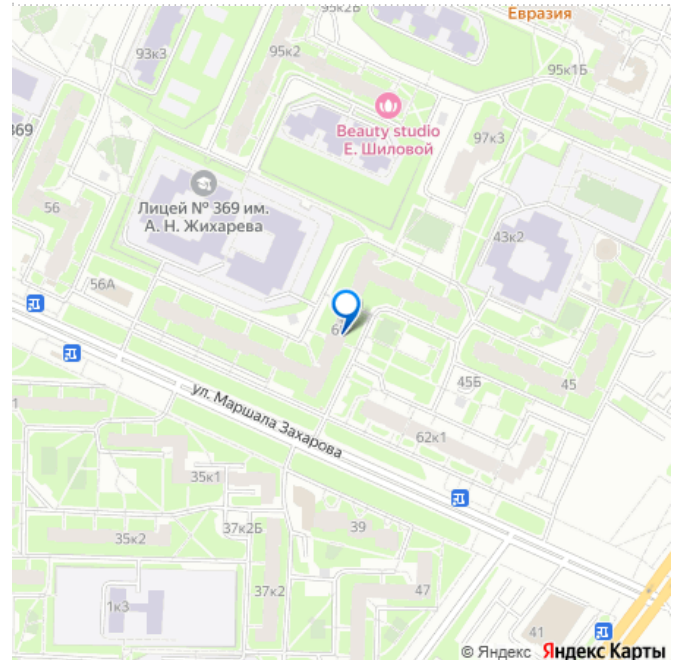 95к2Б
Евразия
93к3
95к2
95к1Б
369
Beauty studio
Е. Шиловой
97к3
56
Лицей № 369 им.
А. Н. Жихарева
43к2
56А
45Б
45
ул. Маршала Захарова
62к1
35к1
37к2Б
39
35к2
37к2
47
1к3
41
© Яндекс Яндекс Карты